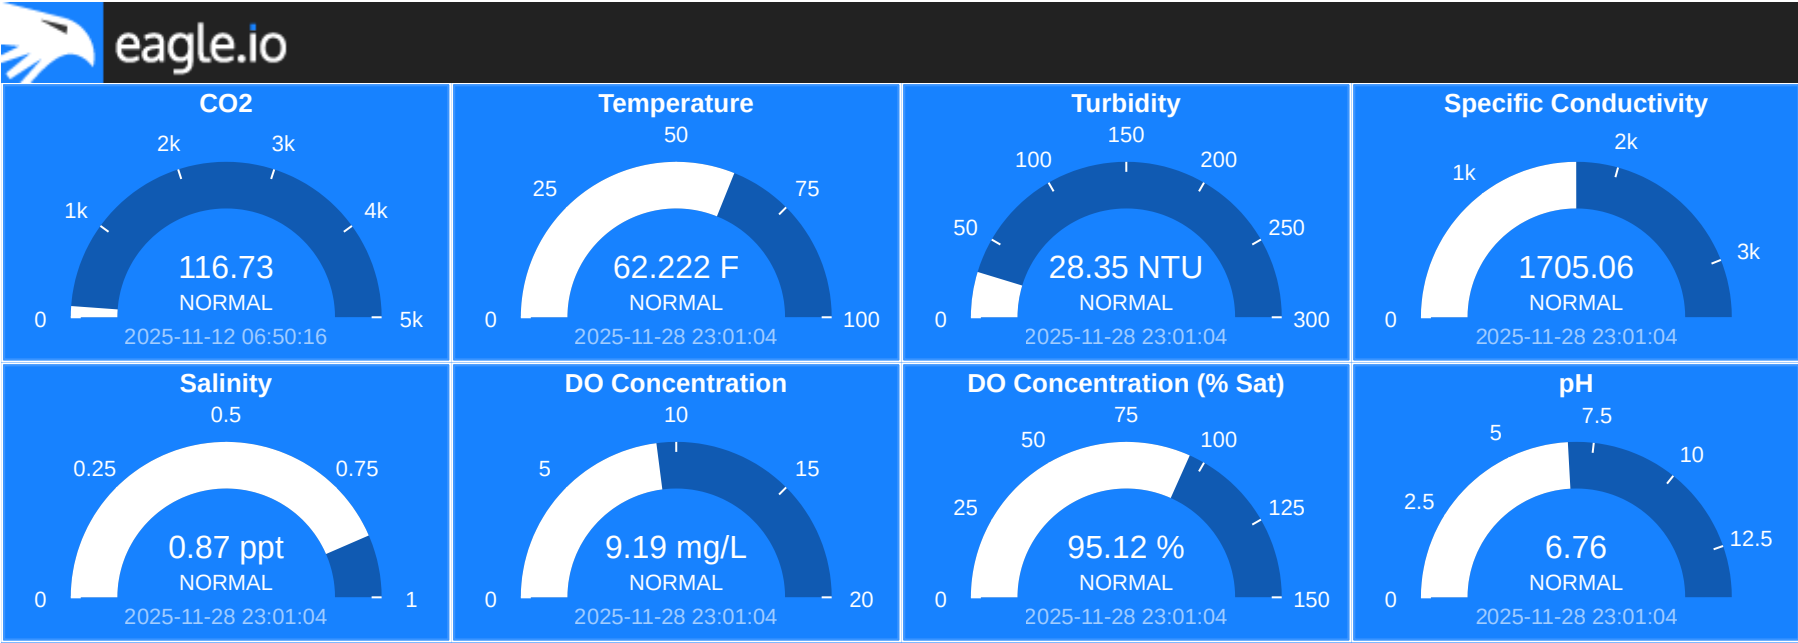 eagle.io
CO2
0
1k
2k
3k
4k
5k
116.73
NORMAL
2025-11-12 06:50:16
Temperature
0
25
50
75
100
62.222 F
NORMAL
2025-11-28 23:01:04
Turbidity
0
50
100
150
200
250
300
28.35 NTU
NORMAL
2025-11-28 23:01:04
Specific Conductivity
0
1k
2k
3k
1705.06
NORMAL
2025-11-28 23:01:04
Salinity
0
0.25
0.5
0.75
1
0.87 ppt
NORMAL
2025-11-28 23:01:04
DO Concentration
0
5
10
15
20
9.19 mg/L
NORMAL
2025-11-28 23:01:04
DO Concentration (% Sat)
0
25
50
75
100
125
150
95.12 %
NORMAL
2025-11-28 23:01:04
pH
0
2.5
5
7.5
10
12.5
6.76
NORMAL
2025-11-28 23:01:04